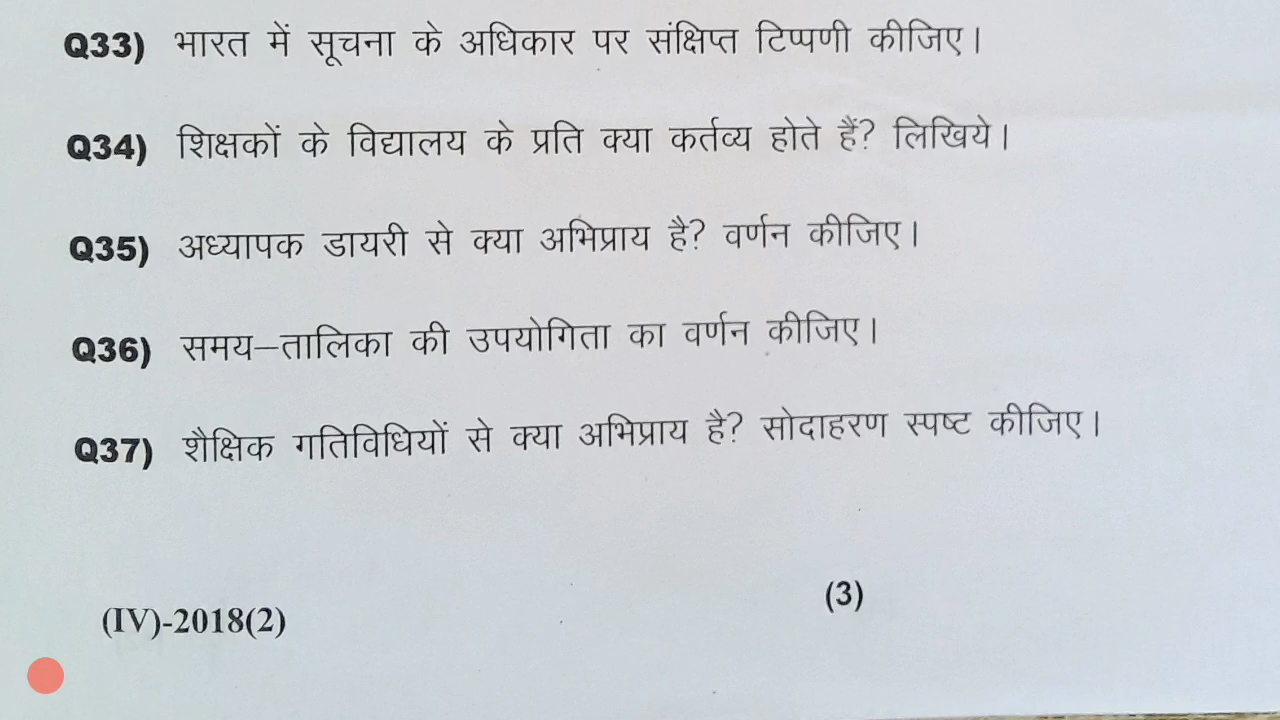 Q33) भारत में सूचना के अधिकार पर संक्षिप्त टिप्पणी कीजिए।
Q34) शिक्षकों के विद्यालय के प्रति क्या कर्तव्य होते हैं? लिखिये।
Q35) अध्यापक डायरी से क्या अभिप्राय है? वर्णन कीजिए।
Q36) समय–तालिका की उपयोगिता का वर्णन कीजिए।
Q37) शैक्षिक गतिविधियों से क्या अभिप्राय है? सोदाहरण स्पष्ट कीजिए।
(3)
(IV)-2018(2)